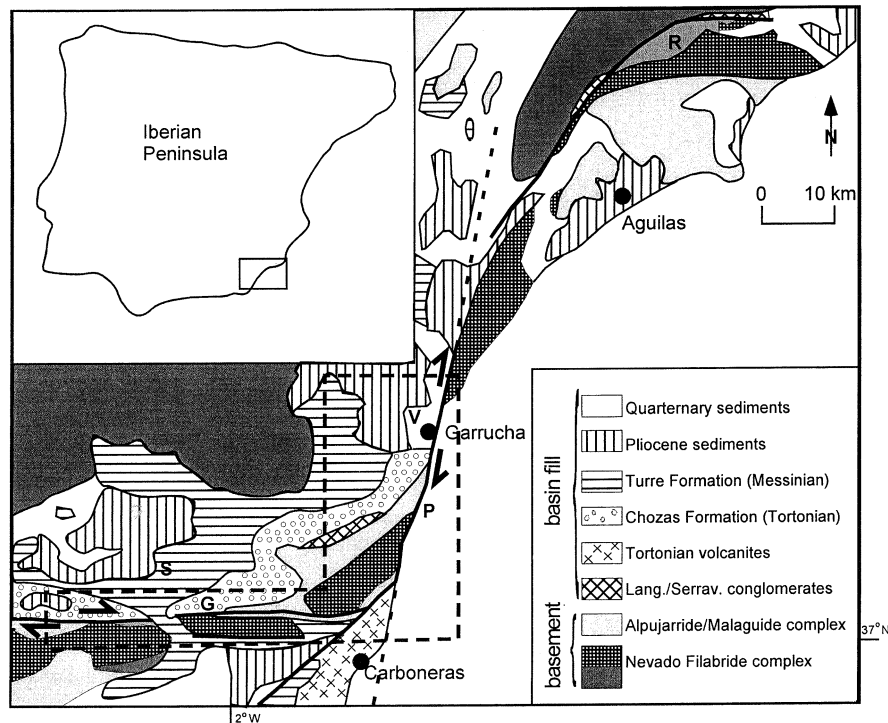 Iberian
Peninsula
R
N
0 10 km
Aguilas
V
Garrucha
P
S
G
Carboneras
2°W
37°N
basin fill
Quarternary sediments
Pliocene sediments
Turre Formation (Messinian)
Chozas Formation (Tortonian)
Tortonian volcanites
Lang./Serrav. conglomerates
basement
Alpujarride/Malaguide complex
Nevado Filabride complex